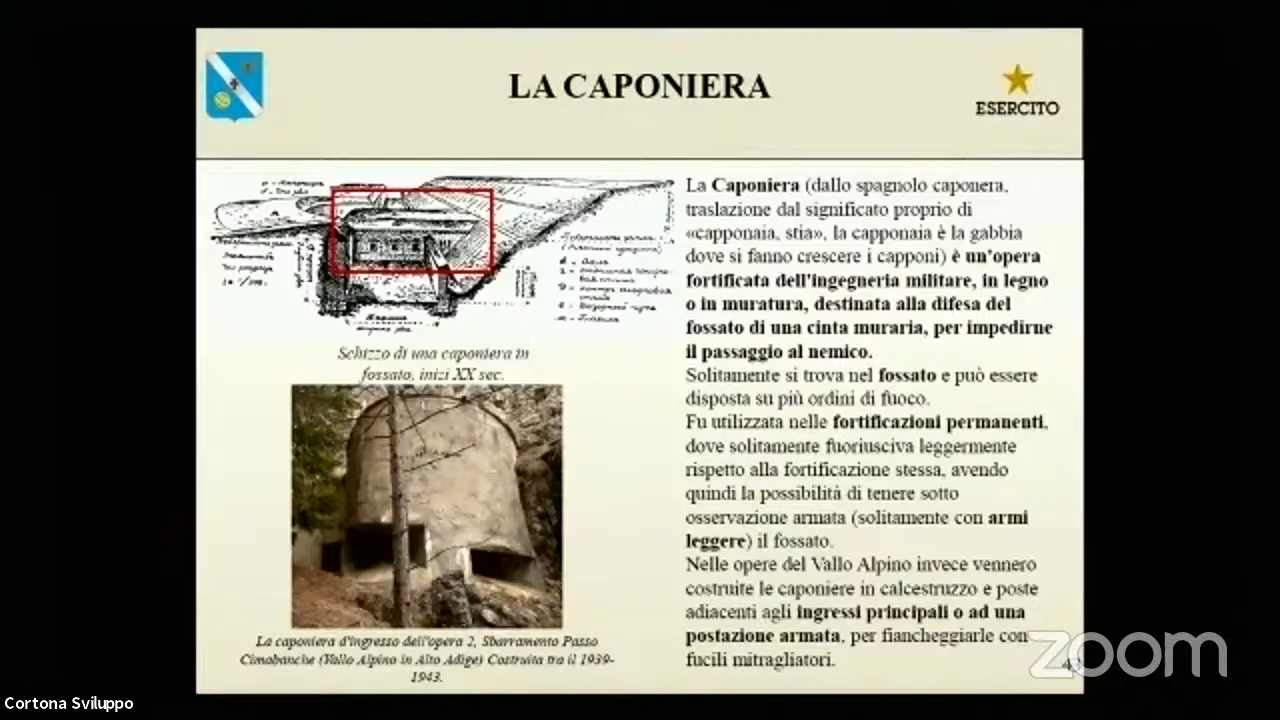 LA CAPONIERA
ESERCITO
Schizzo di una caponiera in
fossato, inizi XX sec.
La caponiera d'ingresso dell'opera 2, Sbarramento Passo
Cimabanche (Vallo Alpino in Alto Adige) Costruita tra il 1939-
1943.
La Caponiera (dallo spagnolo caponera,
traslazione dal significato proprio di
«capponaia, stia», la capponaia è la gabbia
dove si fanno crescere i capponi) è un'opera
fortificata dell'ingegneria militare, in legno
o in muratura, destinata alla difesa del
fossato di una cinta muraria, per impedirne
il passaggio al nemico.
Solitamente si trova nel fossato e può essere
disposta su più ordini di fuoco.
Fu utilizzata nelle fortificazioni permanenti,
dove solitamente fuoriusciva leggermente
rispetto alla fortificazione stessa, avendo
quindi la possibilità di tenere sotto
osservazione armata (solitamente con armi
leggere) il fossato.
Nelle opere del Vallo Alpino invece vennero
costruite le caponiere in calcestruzzo e poste
adiacenti agli ingressi principali o ad una
postazione armata, per fiancheggiarle con
fucili mitragliatori.
zoom
Cortona Sviluppo